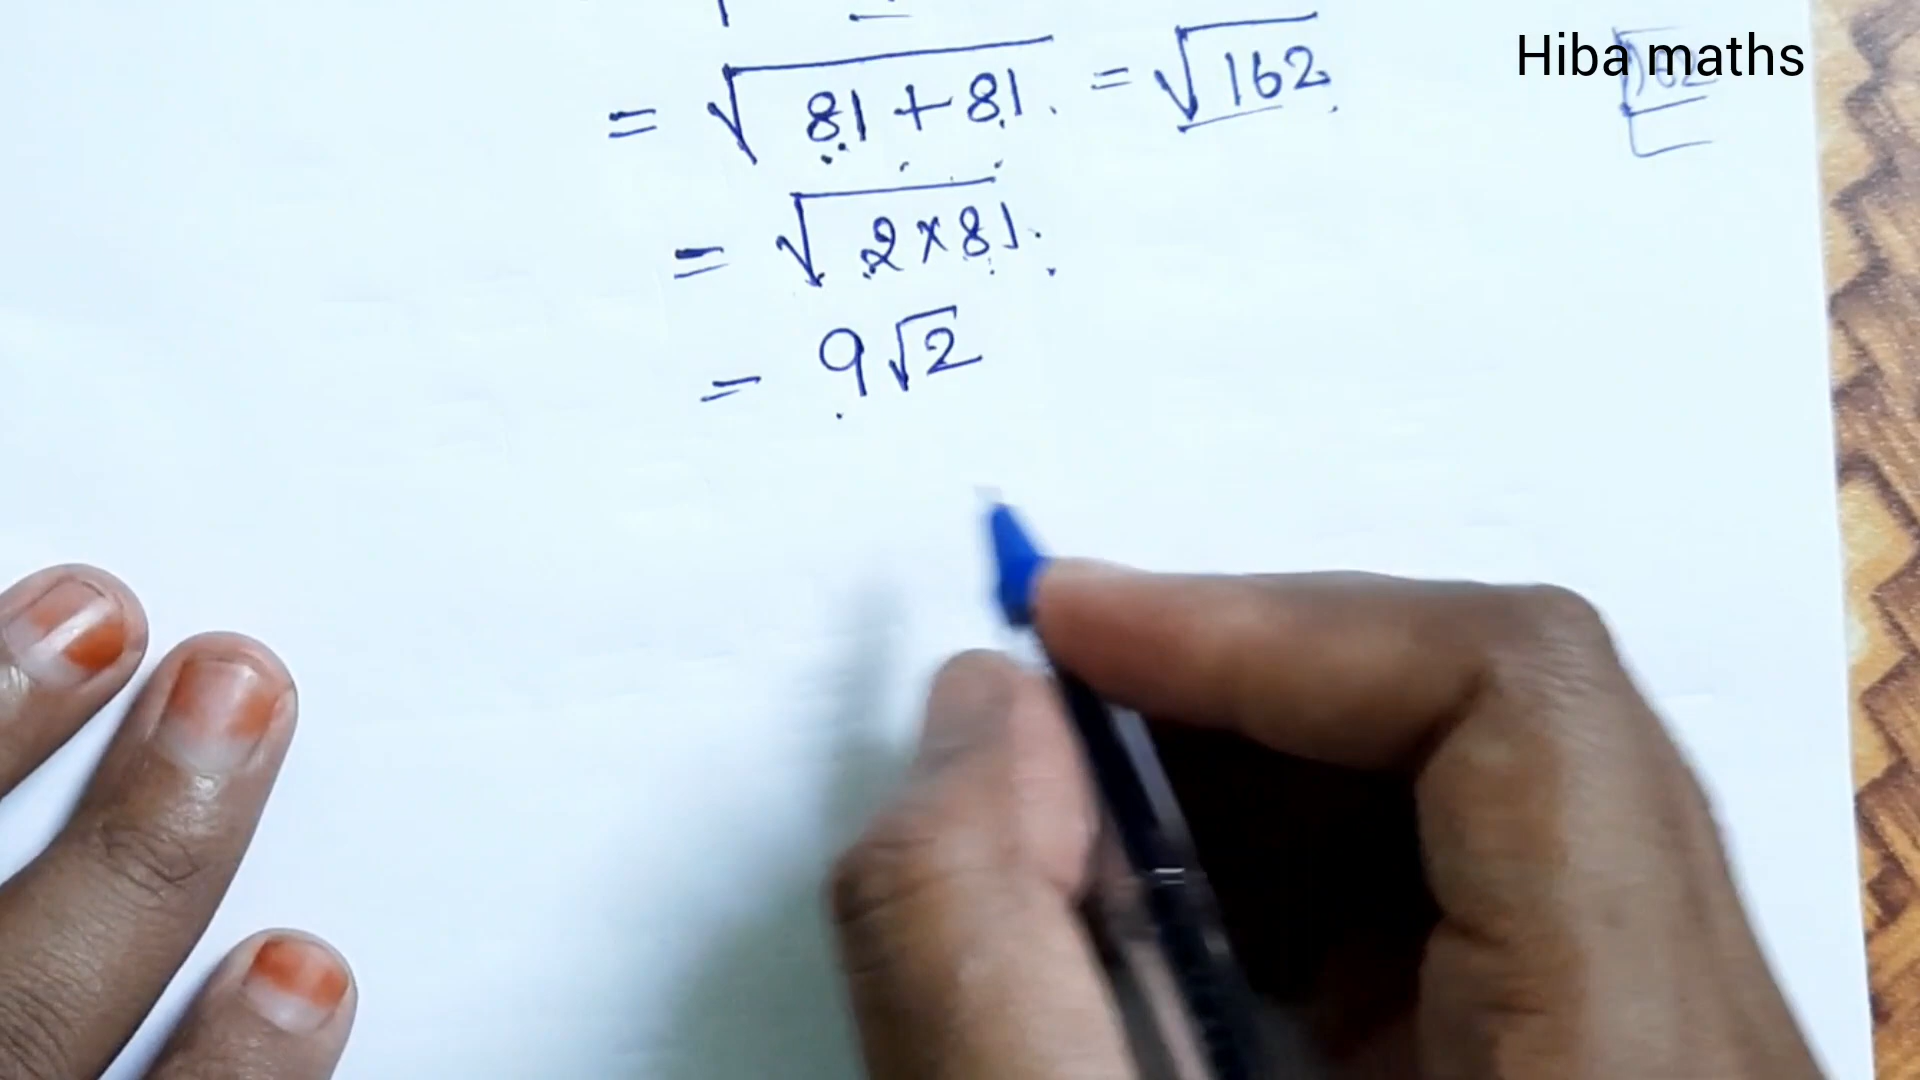 Hiba maths
= √81 + 81. = √162
= √2 × 81.
= 9√2